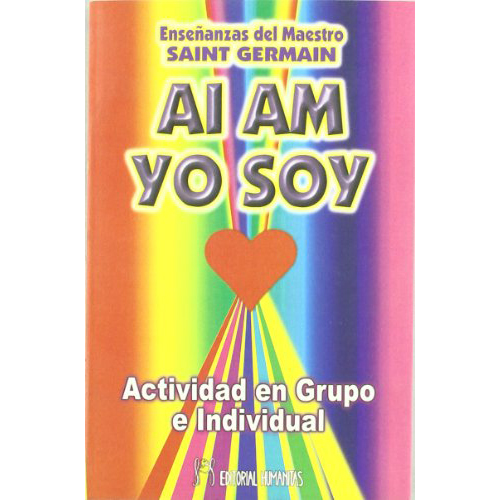 Enseñanzas del Maestro
SAINT GERMAIN
AI AM
YO SOY
Actividad en Grupo
e Individual
EDITORIAL HUMANITAS